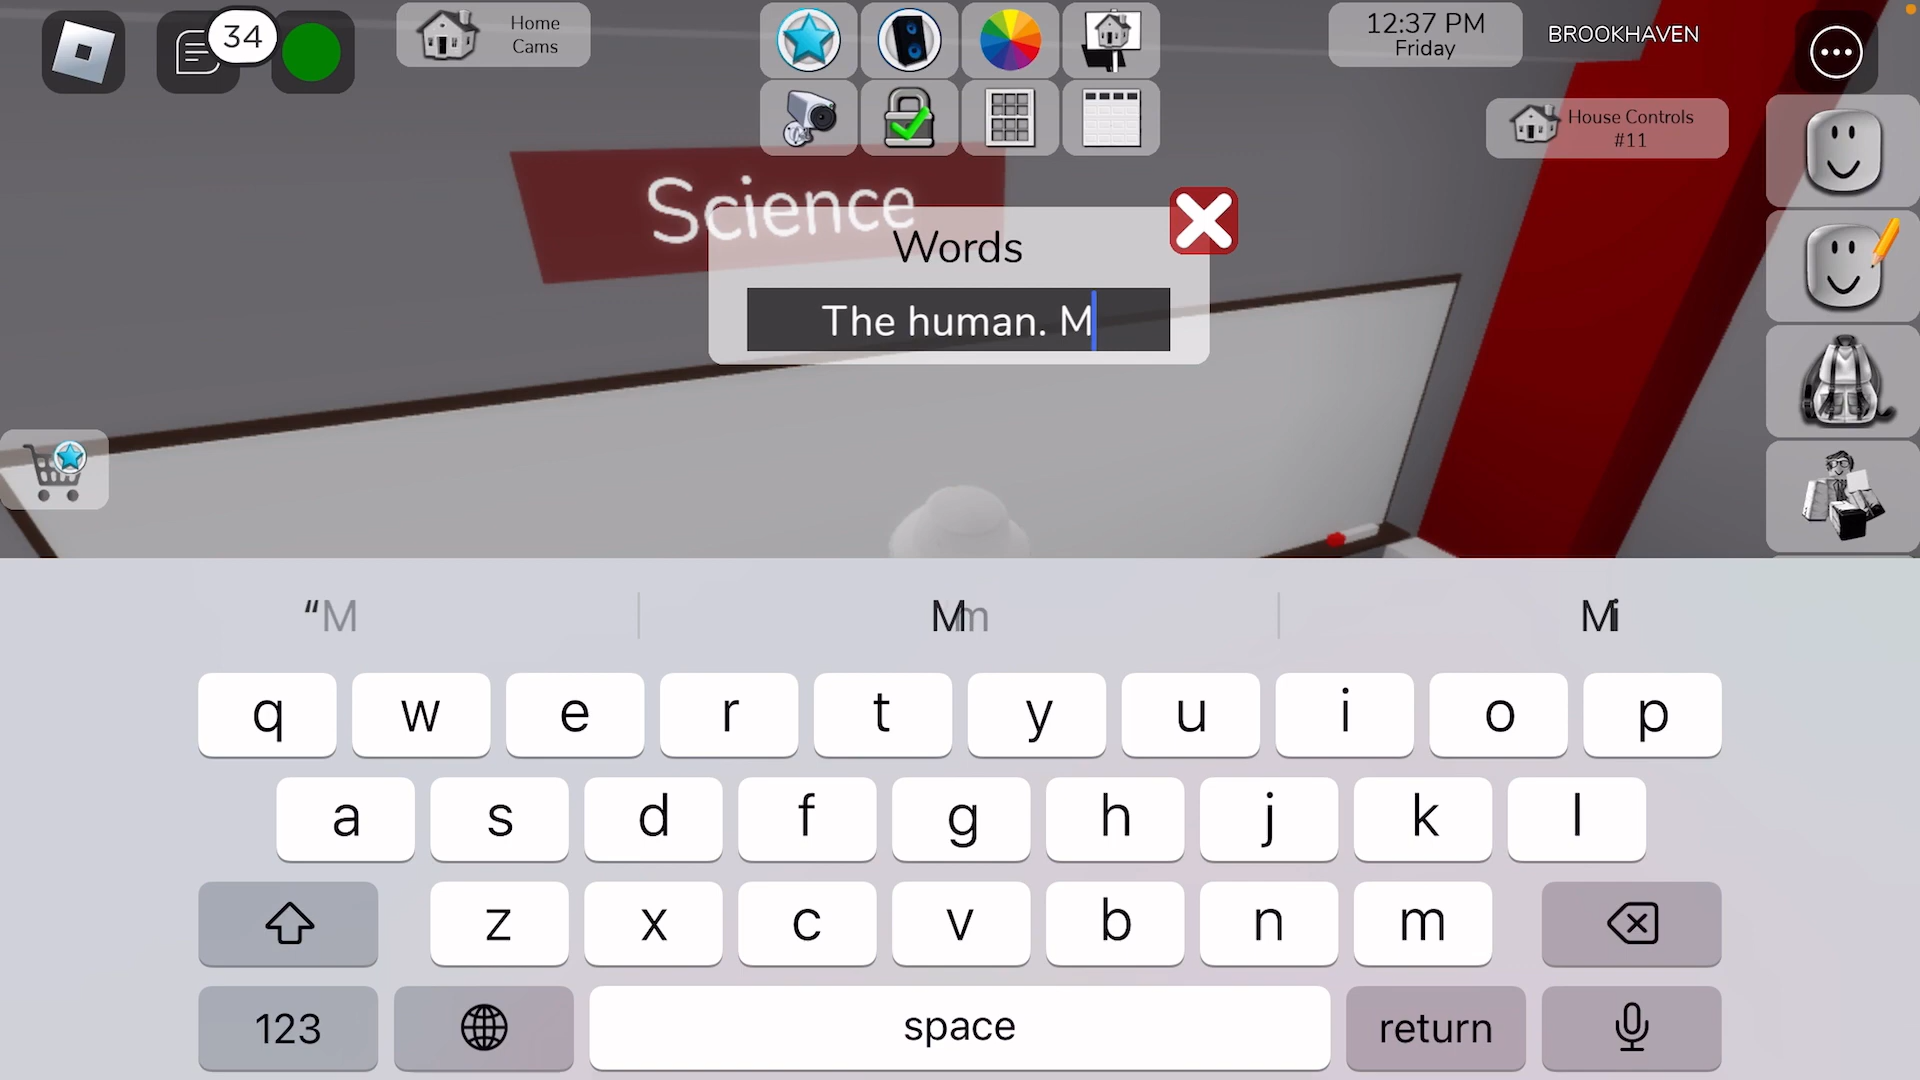 34
Home
Cams
12:37 PM
Friday
BROOKHAVEN
House Controls
#11
Science
Words
The human. M
“M
Mm
Mi
q w e r t y u i o p
a s d f g h j k l
z x c v b n m
123
space
return